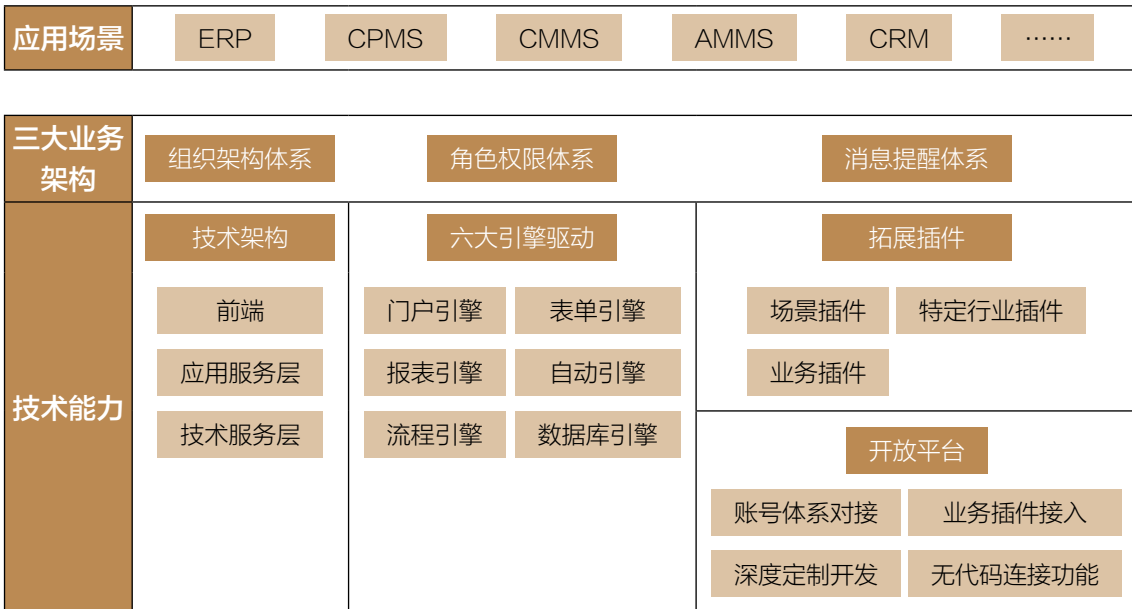 应用场景
ERP
CPMS
CMMS
AMMS
CRM
……
三大业务
架构
组织架构体系
角色权限体系
消息提醒体系
技术能力
技术架构
前端
应用服务层
技术服务层
六大引擎驱动
门户引擎
表单引擎
报表引擎
自动引擎
流程引擎
数据库引擎
拓展插件
场景插件
特定行业插件
业务插件
开放平台
账号体系对接
业务插件接入
深度定制开发
无代码连接功能